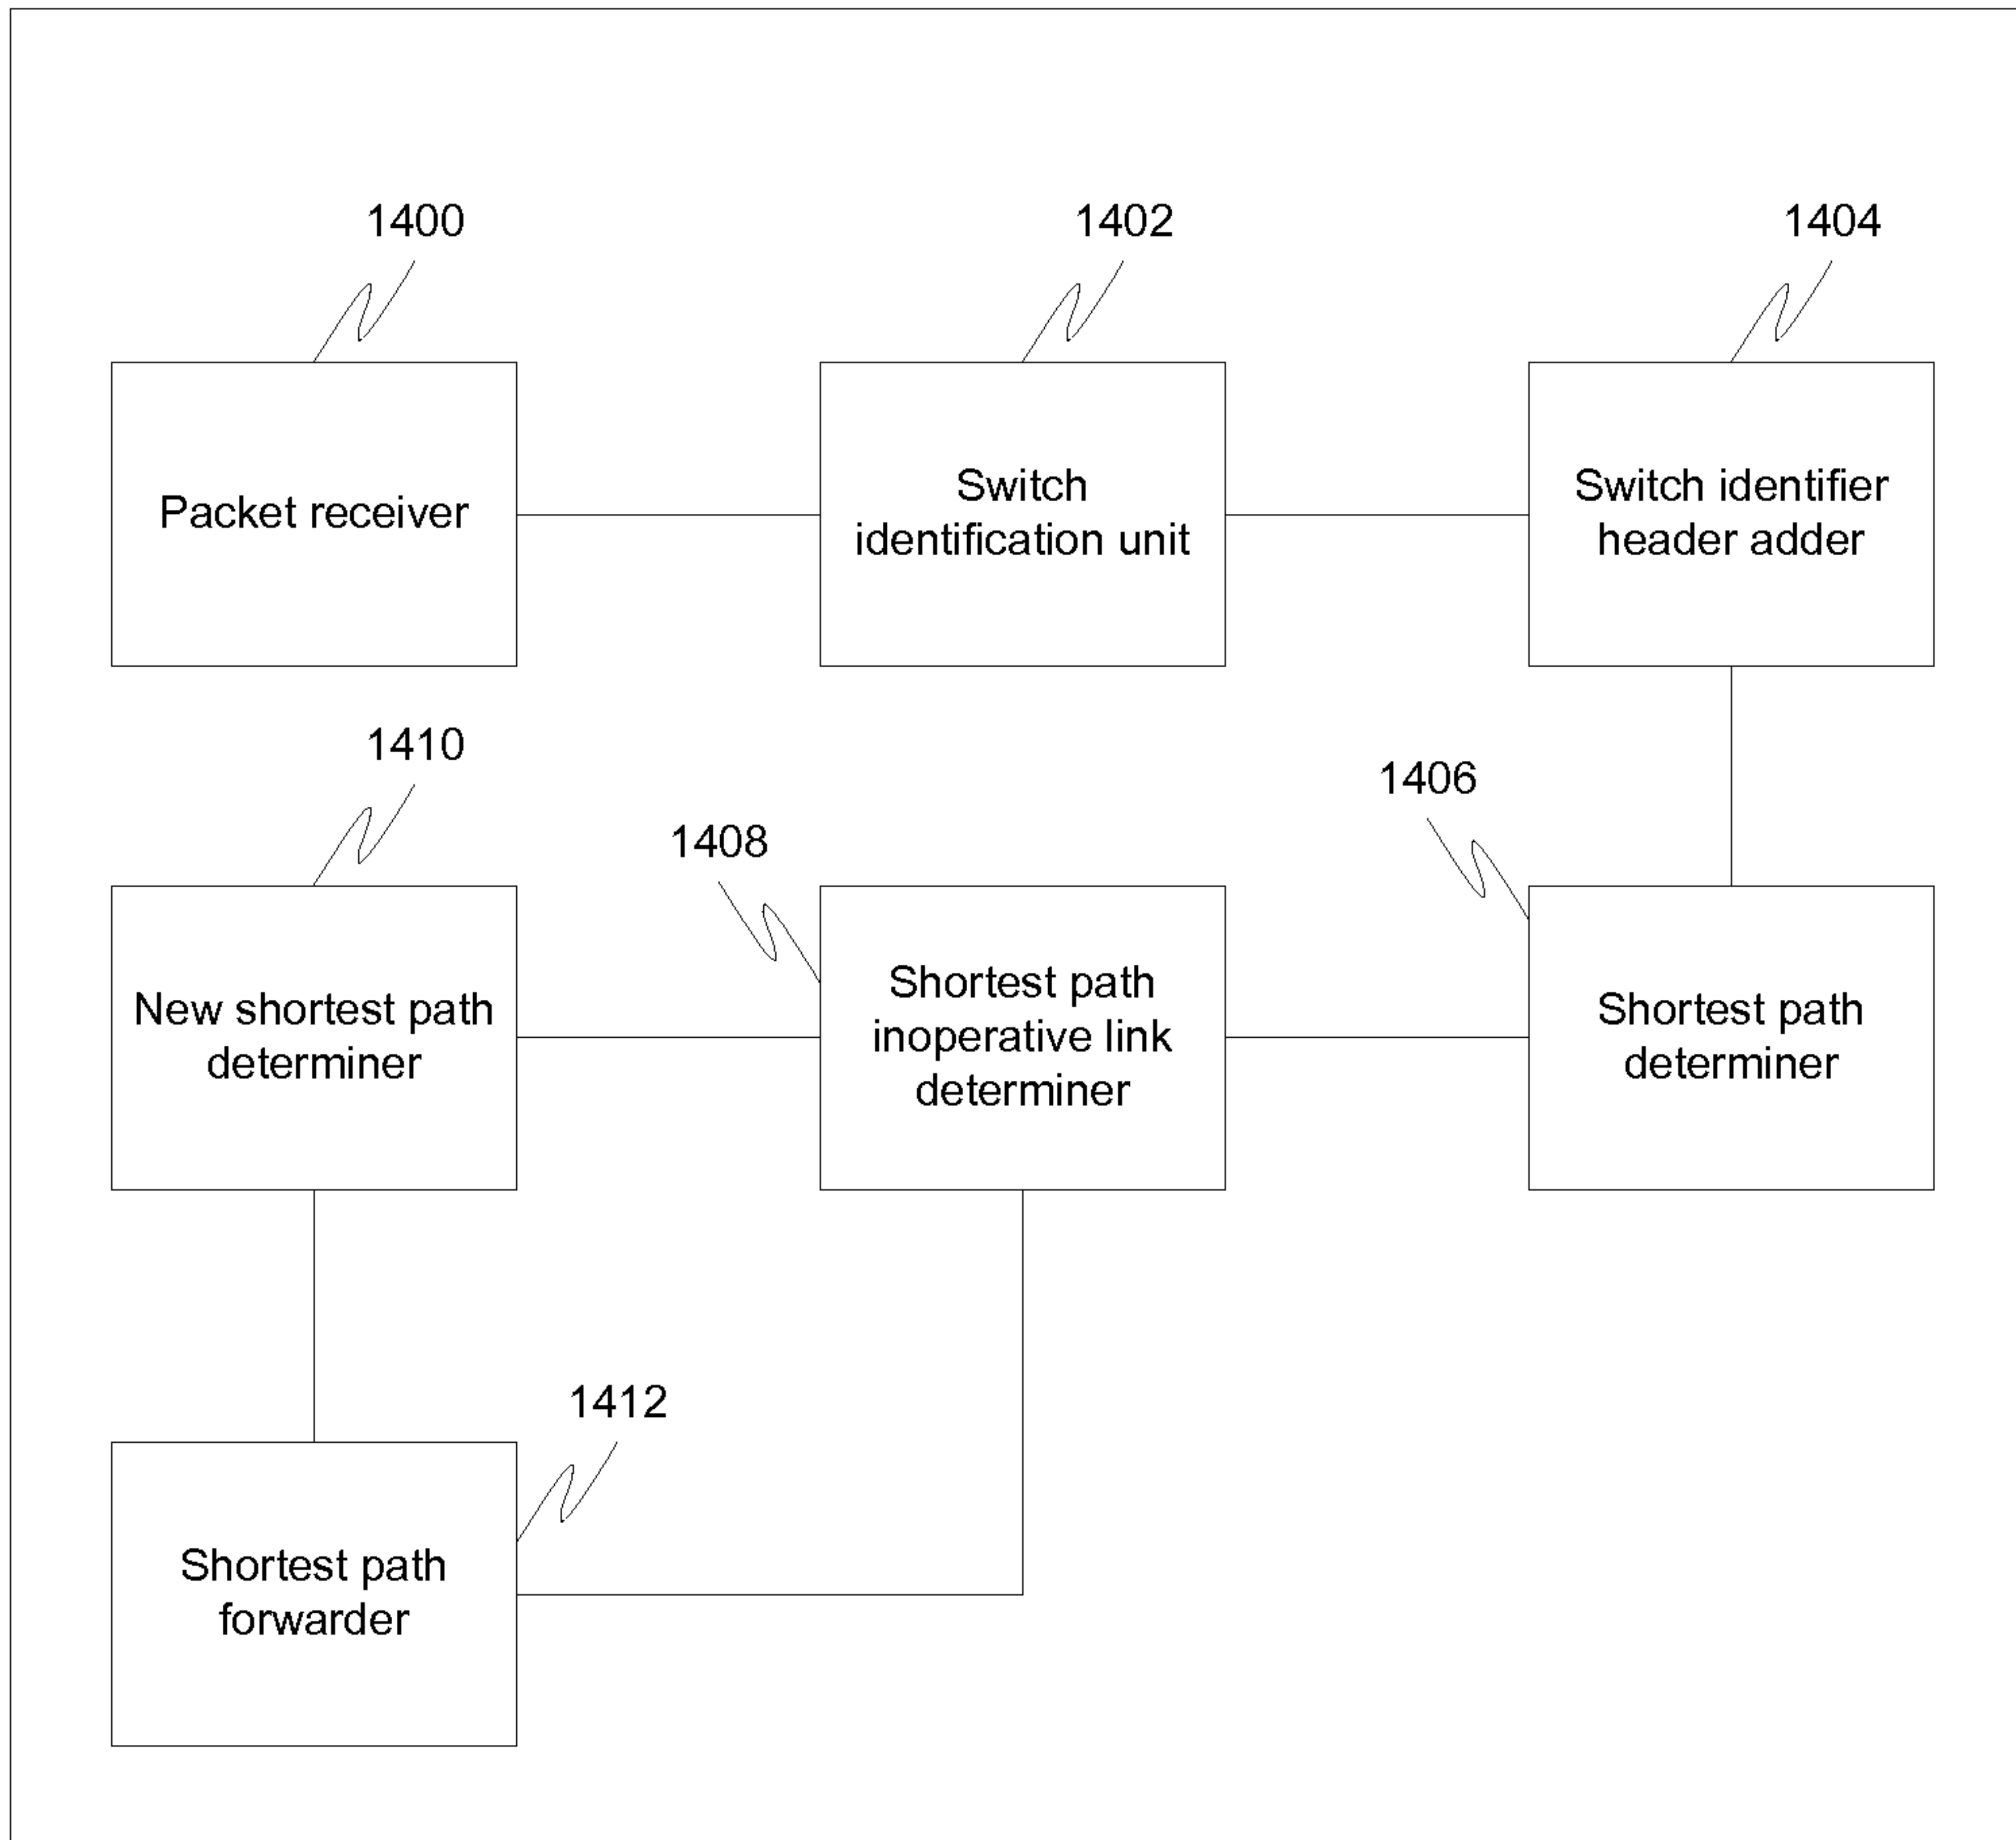 1400
1402
1404
Packet receiver
Switch
identification unit
Switch identifier
header adder
1410
1408
1406
New shortest path
determiner
Shortest path
inoperative link
determiner
Shortest path
determiner
1412
Shortest path
forwarder